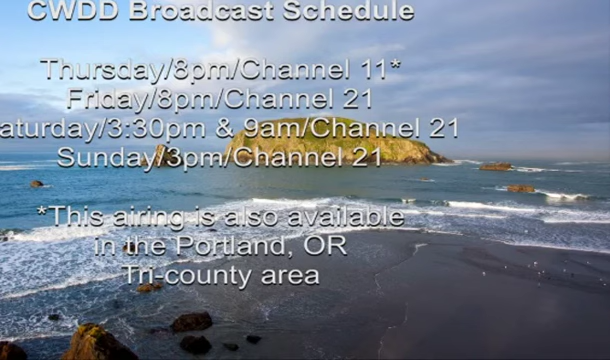 CWDD Broadcast Schedule
Thursday/8pm/Channel 11*
Friday/8pm/Channel 21
aturday/3:30pm & 9am/Channel 21
Sunday/3pm/Channel 21
*This airing is also available
in the Portland, OR
Tri-county area